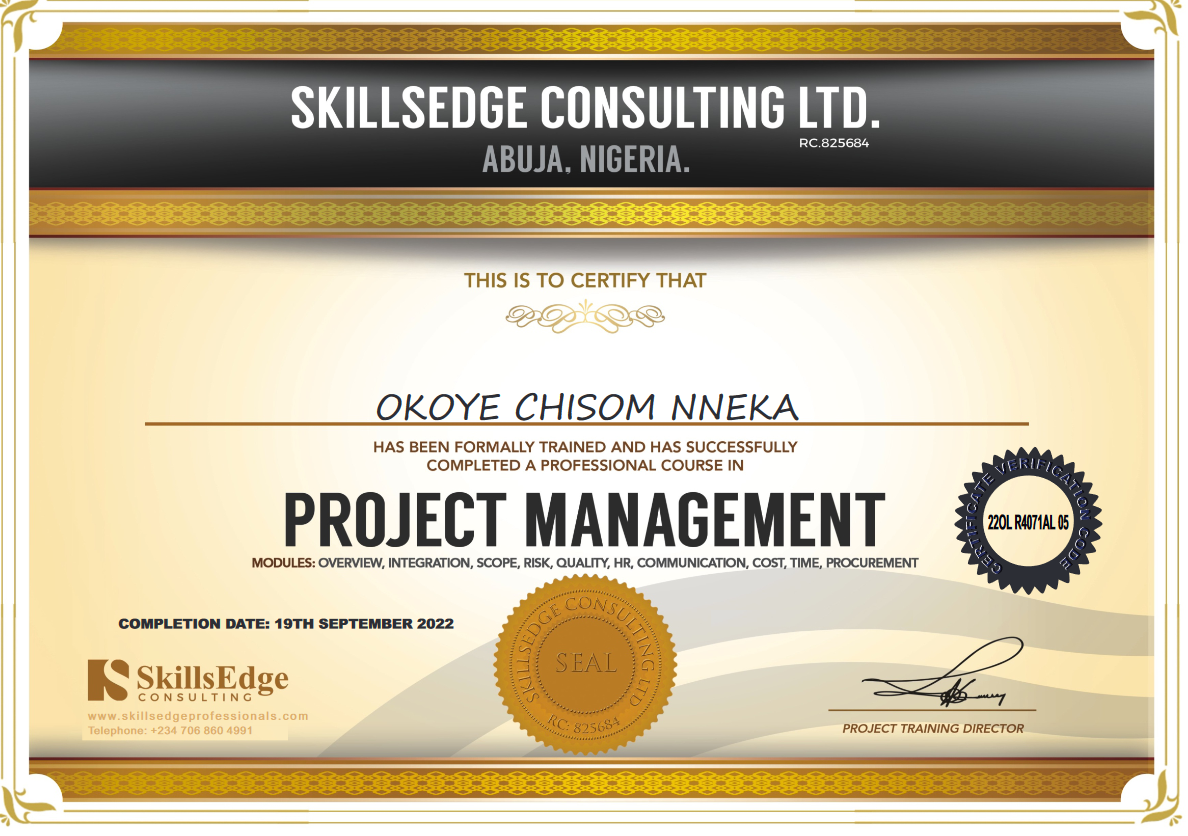 SKILLSEDGE CONSULTING LTD.
RC.825684
ABUJA, NIGERIA.
THIS IS TO CERTIFY THAT
OKOYE CHISOM NNEKA
HAS BEEN FORMALLY TRAINED AND HAS SUCCESSFULLY
COMPLETED A PROFESSIONAL COURSE IN
PROJECT MANAGEMENT
MODULES: OVERVIEW, INTEGRATION, SCOPE, RISK, QUALITY, HR, COMMUNICATION, COST, TIME, PROCUREMENT
CERTIFICATE VERIFICATION CODE
22OL R4071AL 05
COMPLETION DATE: 19TH SEPTEMBER 2022
SkillsEdge
CONSULTING
www.skillsedgeprofessionals.com
Telephone: +234 706 860 4991
SKILLSEDGE CONSULTING LTD
SEAL
RC: 825684
PROJECT TRAINING DIRECTOR